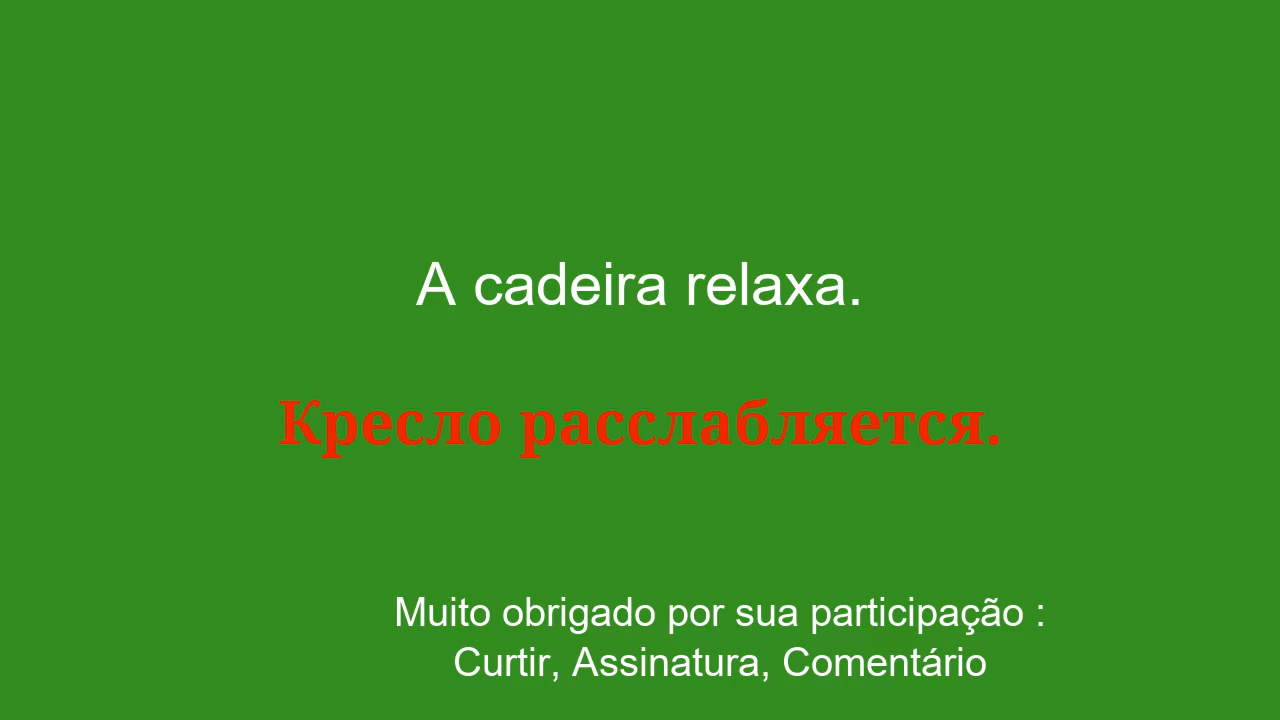 A cadeira relaxa.
Кресло расслабляется.
Muito obrigado por sua participação :
Curtir, Assinatura, Comentário